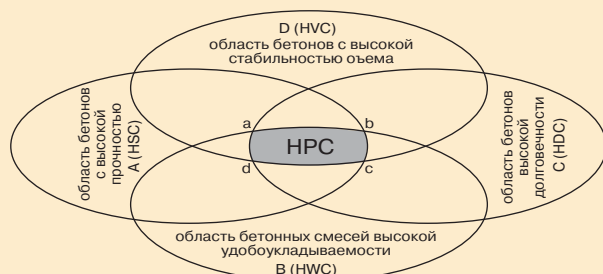 D (HVC)
область бетонов с высокой
стабильностью оъема
область бетонов
с высокой
прочностью
A (HSC)
a
b
HPC
d
c
область бетонов
высокой
долговечности
C (HDC)
область бетонных смесей высокой
удобоукладываемости
B (HWC)